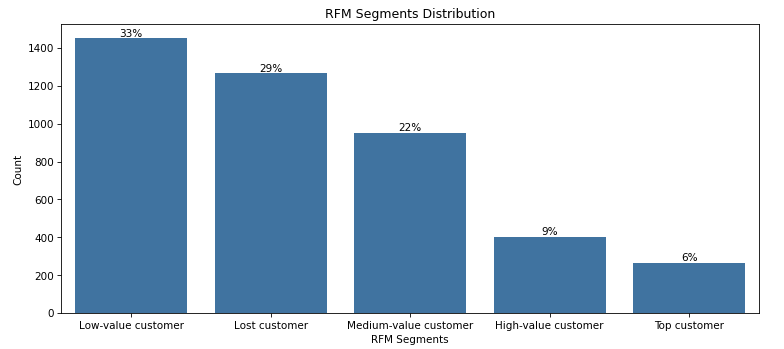 RFM Segments Distribution
33%
29%
22%
9%
6%
1400
1200
1000
800
600
400
200
0
Count
Low-value customer
Lost customer
Medium-value customer
High-value customer
Top customer
RFM Segments